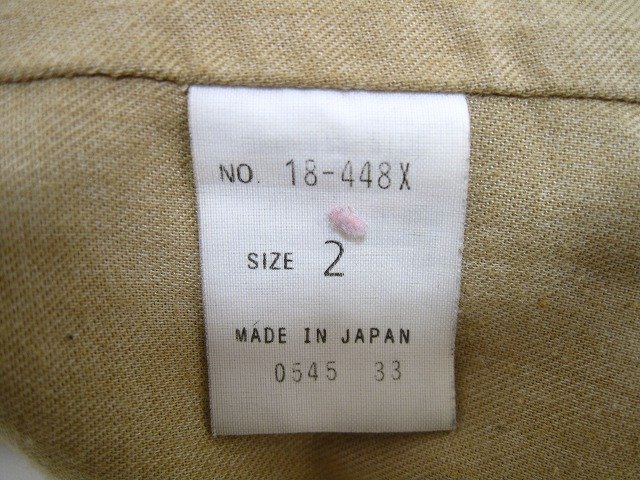 NO. 18-448X
SIZE 2
MADE IN JAPAN
0545 33